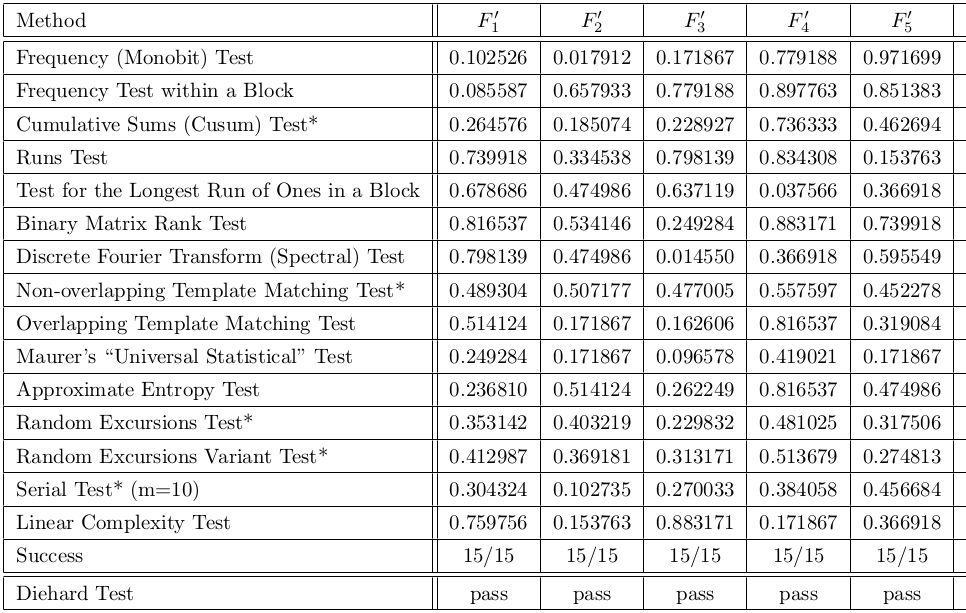 Method F′1 F′2 F′3 F′4 F′5
Frequency (Monobit) Test 0.102526 0.017912 0.171867 0.779188 0.971699
Frequency Test within a Block 0.085587 0.657933 0.779188 0.897763 0.851383
Cumulative Sums (Cusum) Test* 0.264576 0.185074 0.228927 0.736333 0.462694
Runs Test 0.739918 0.334538 0.798139 0.834308 0.153763
Test for the Longest Run of Ones in a Block 0.678686 0.474986 0.637119 0.037566 0.366918
Binary Matrix Rank Test 0.816537 0.534146 0.249284 0.883171 0.739918
Discrete Fourier Transform (Spectral) Test 0.798139 0.474986 0.014550 0.366918 0.595549
Non-overlapping Template Matching Test* 0.489304 0.507177 0.477005 0.557597 0.452278
Overlapping Template Matching Test 0.514124 0.171867 0.162606 0.816537 0.319084
Maurer's “Universal Statistical” Test 0.249284 0.171867 0.096578 0.419021 0.171867
Approximate Entropy Test 0.236810 0.514124 0.262249 0.816537 0.474986
Random Excursions Test* 0.353142 0.403219 0.229832 0.481025 0.317506
Random Excursions Variant Test* 0.412987 0.369181 0.313171 0.513679 0.274813
Serial Test* (m=10) 0.304324 0.102735 0.270033 0.384058 0.456684
Linear Complexity Test 0.759756 0.153763 0.883171 0.171867 0.366918
Success 15/15 15/15 15/15 15/15 15/15
Diehard Test pass pass pass pass pass